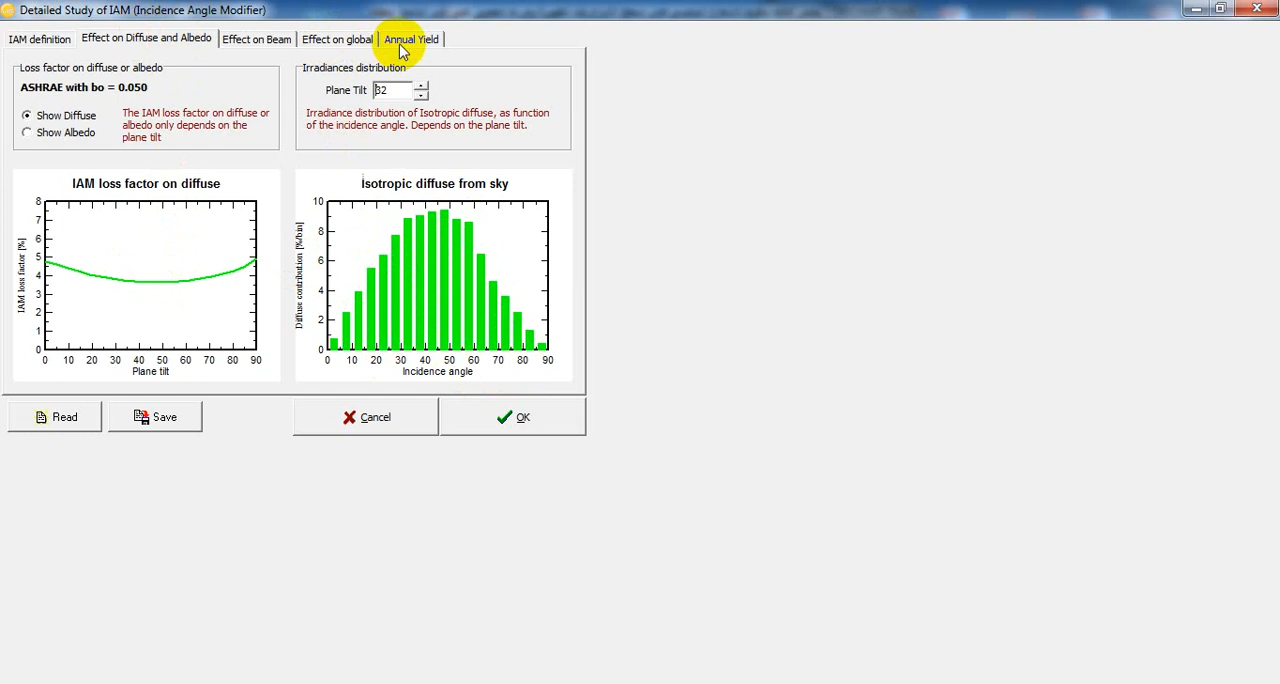 Detailed Study of IAM (Incidence Angle Modifier)
IAM definition
Effect on Diffuse and Albedo
Effect on Beam
Effect on global
Annual Yield
Loss factor on diffuse or albedo
ASHRAE with bo = 0.050
Show Diffuse
Show Albedo
The IAM loss factor on diffuse or
albedo only depends on the
plane tilt
Irradiances distribution
Plane Tilt 32
Irradiance distribution of Isotropic diffuse, as function
of the incidence angle. Depends on the plane tilt.
IAM loss factor on diffuse
IAM loss factor [%]
8
7
6
5
4
3
2
1
0
0 10 20 30 40 50 60 70 80 90
Plane tilt
Isotropic diffuse from sky
Diffuse contribution [%/bin]
10
8
6
4
2
0
0 10 20 30 40 50 60 70 80 90
Incidence angle
Read
Save
Cancel
OK